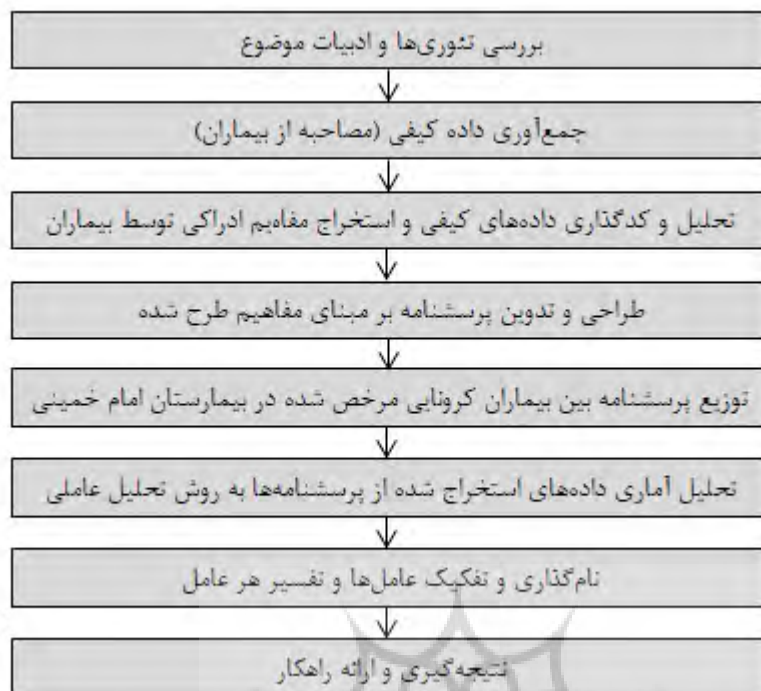 بررسی تئوری‌ها و ادبیات موضوع
جمع‌آوری داده کیفی (مصاحبه از بیماران)
تحلیل و کدگذاری داده‌های کیفی و استخراج مفاهیم ادراکی توسط بیماران
طراحی و تدوین پرسشنامه بر مبنای مفاهیم طرح شده
توزیع پرسشنامه بین بیماران کرونایی مرخص شده در بیمارستان امام خمینی
تحلیل آماری داده‌های استخراج شده از پرسشنامه‌ها به روش تحلیل عاملی
نام‌گذاری و تفکیک عامل‌ها و تفسیر هر عامل
نتیجه‌گیری و ارائه راهکار